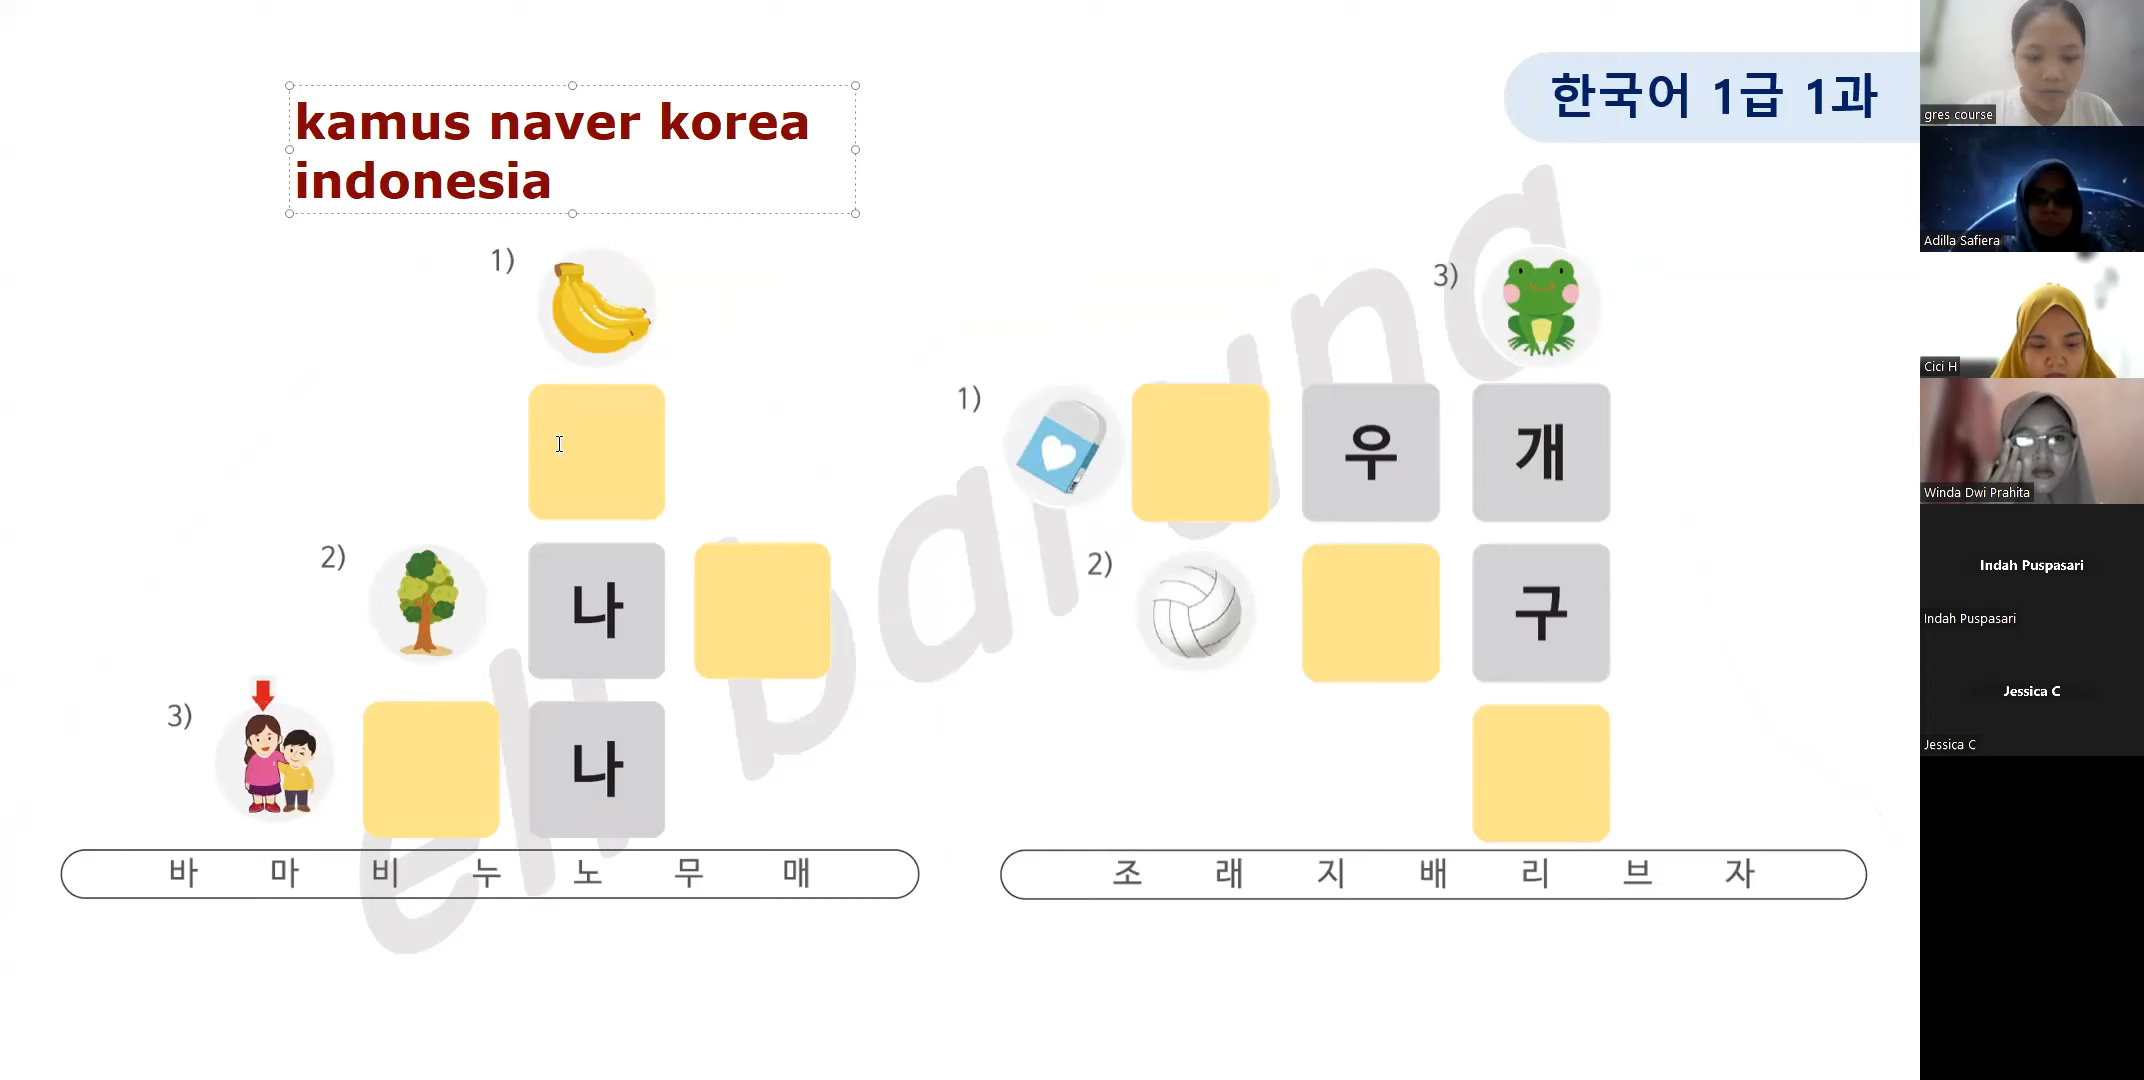 kamus naver korea
indonesia
한국어 1급 1과
1)
2)
나
3)
나
바 마 비 누 노 무 매
3)
1)
우 개
2)
구
조 래 지 배 리 브 자
gres course
Adilla Safiera
Cici H
Winda Dwi Prahita
Indah Puspasari
Indah Puspasari
Jessica C
Jessica C